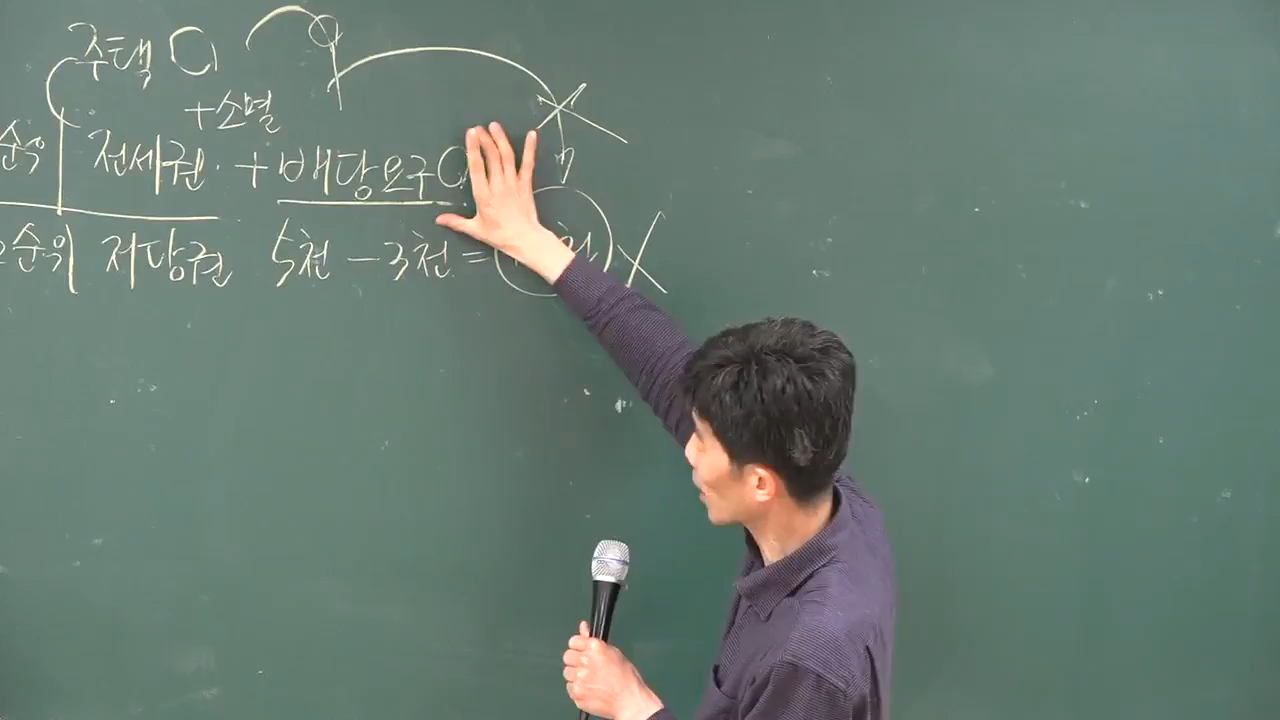 주택
+소멸
순위 전세권 + 배당요구
2순위 저당권 5천 - 3천 =